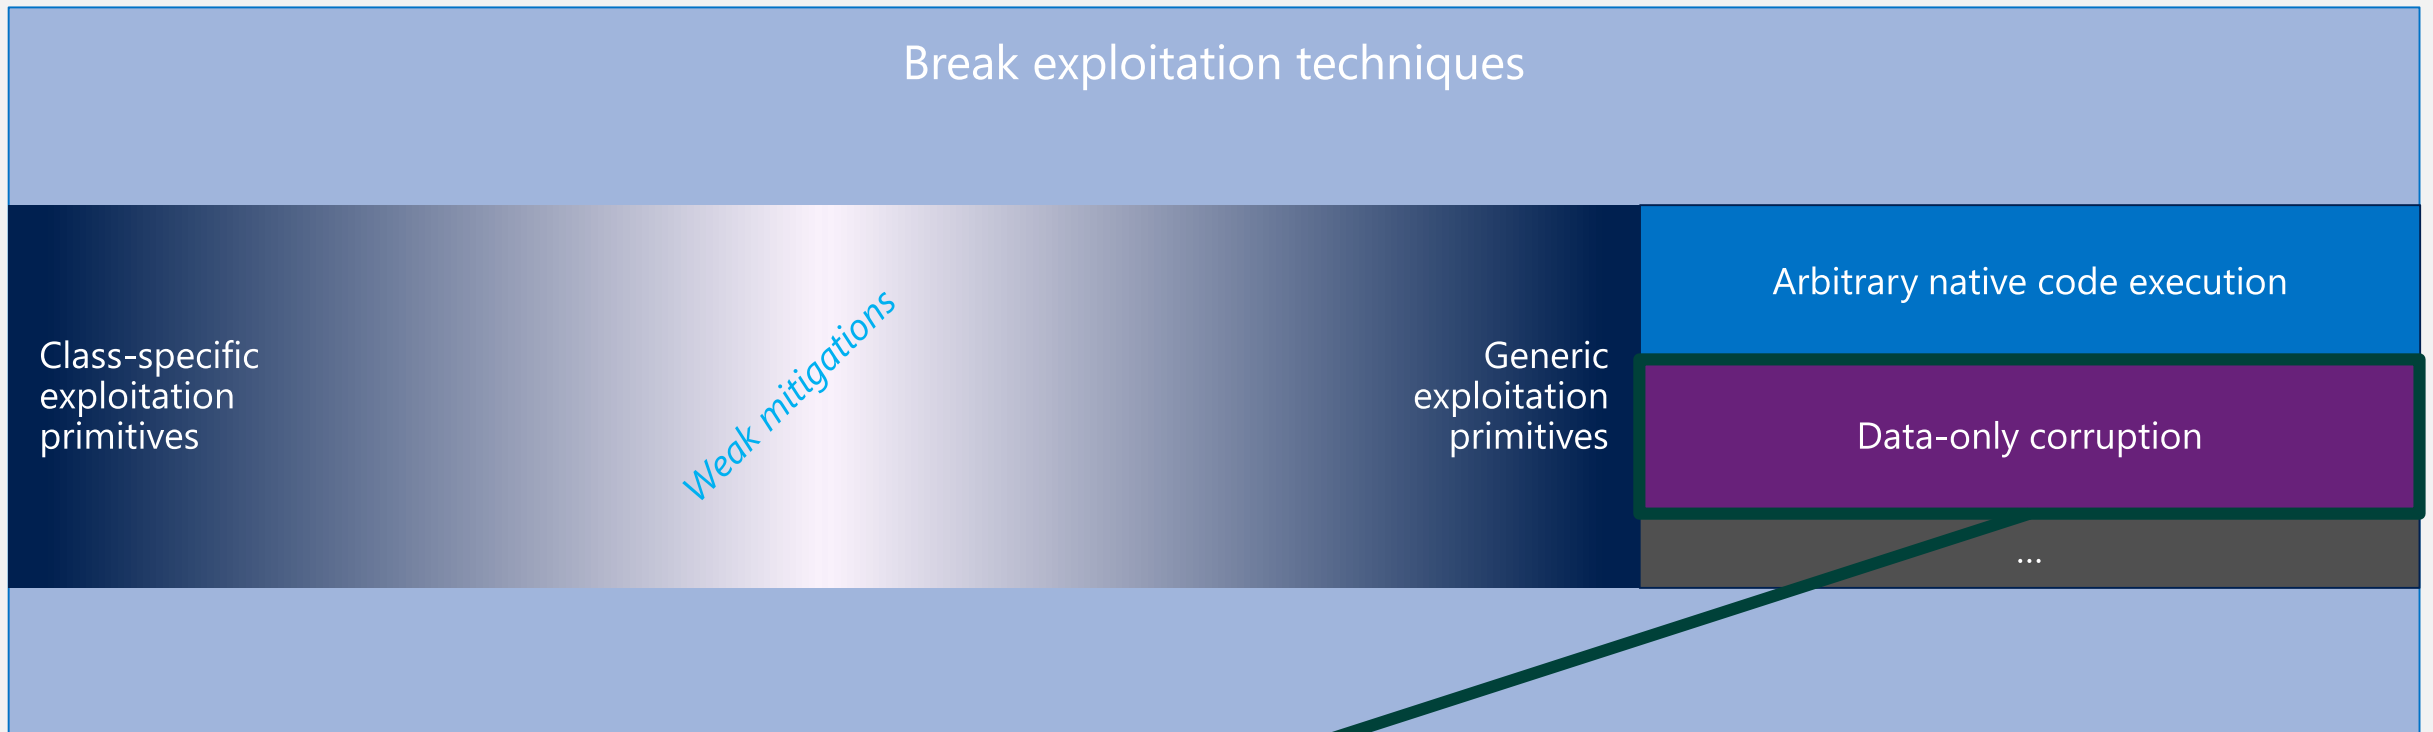 Break exploitation techniques
Class-specific
exploitation
primitives
Weak mitigations
Generic
exploitation
primitives
Arbitrary native code execution
Data-only corruption
...